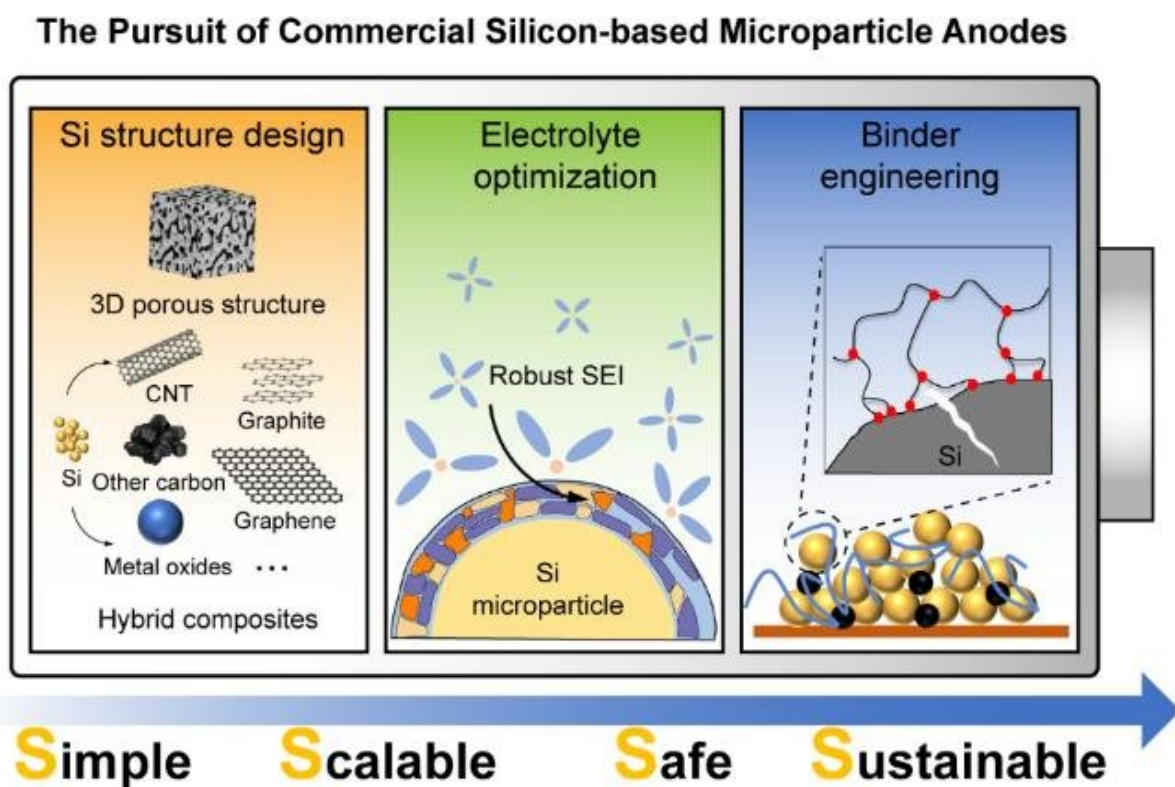 The Pursuit of Commercial Silicon-based Microparticle Anodes
Si structure design
3D porous structure
CNT
Graphite
Si
Other carbon
Graphene
Metal oxides ...
Hybrid composites
Electrolyte
optimization
Robust SEI
Si
microparticle
Binder
engineering
Si
Simple Scalable Safe Sustainable